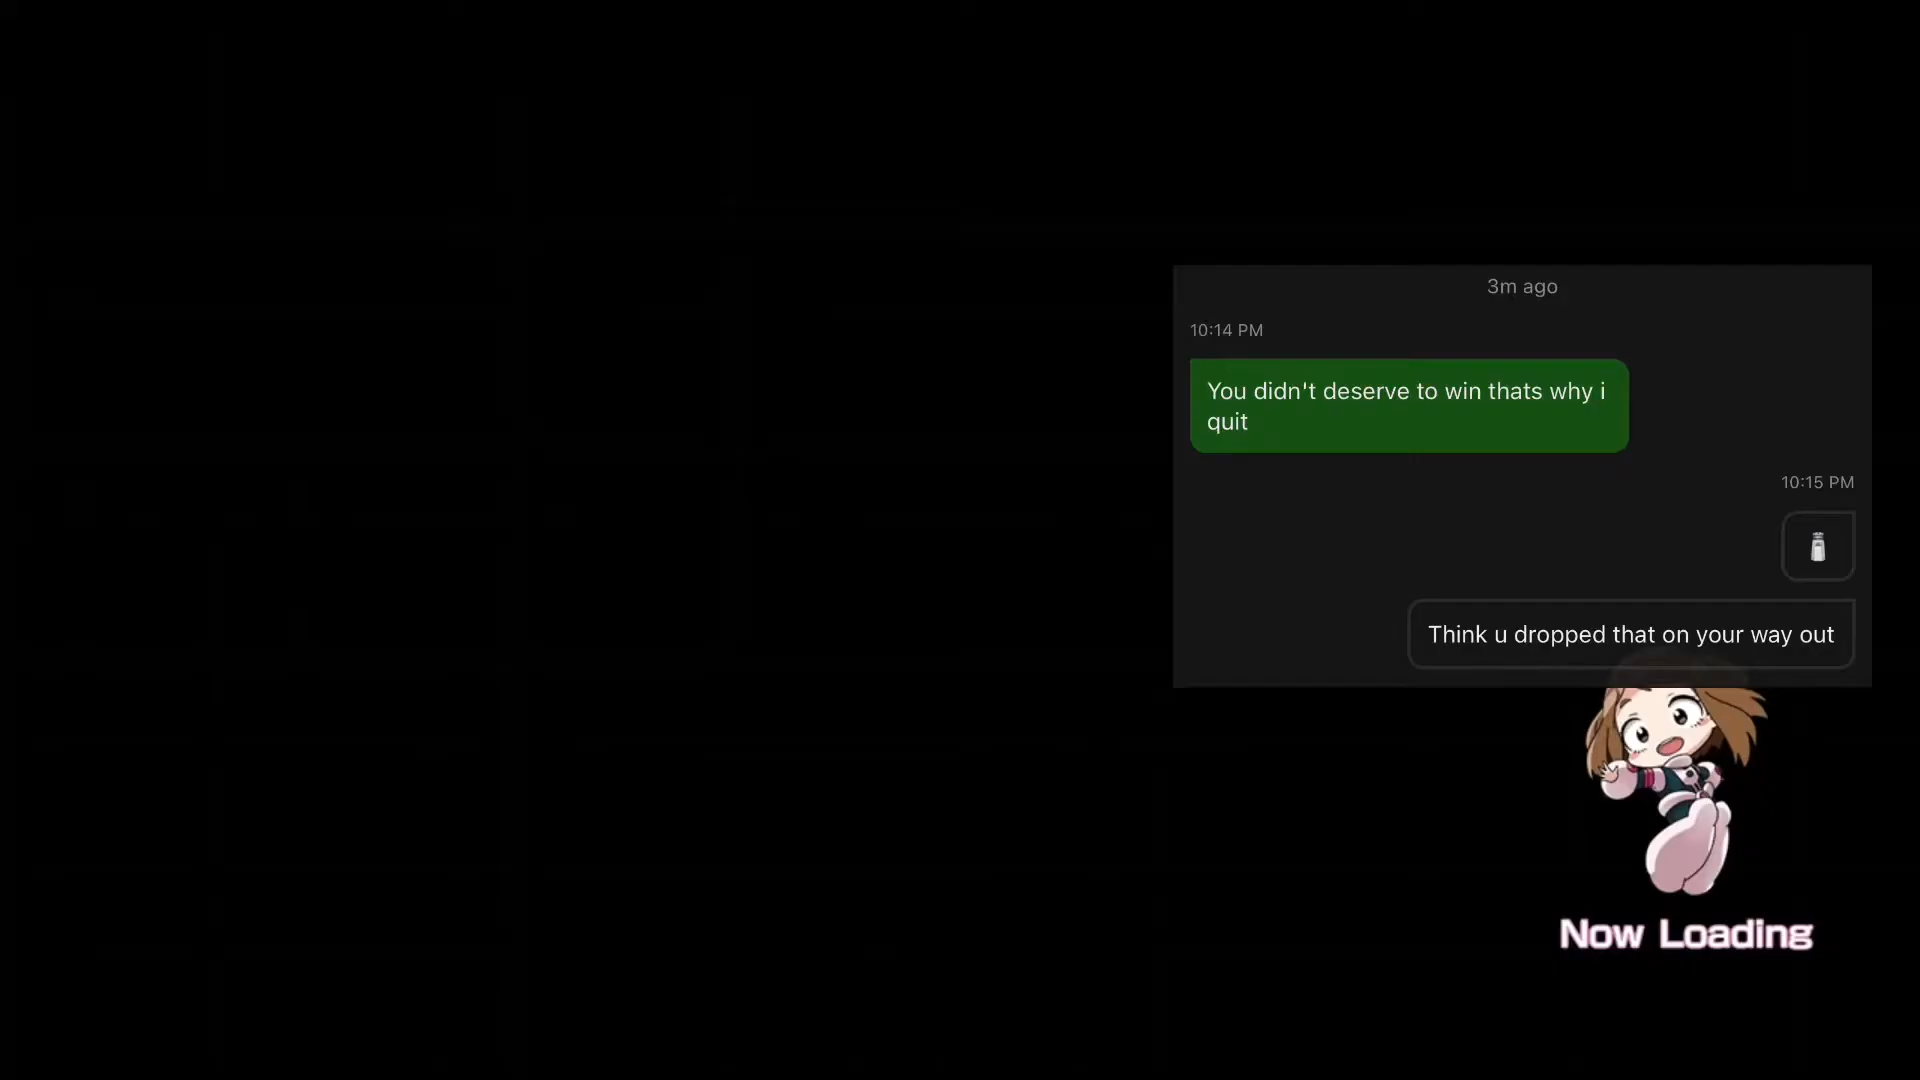 3m ago
10:14 PM
You didn't deserve to win thats why i
quit
10:15 PM
Think u dropped that on your way out
Now Loading